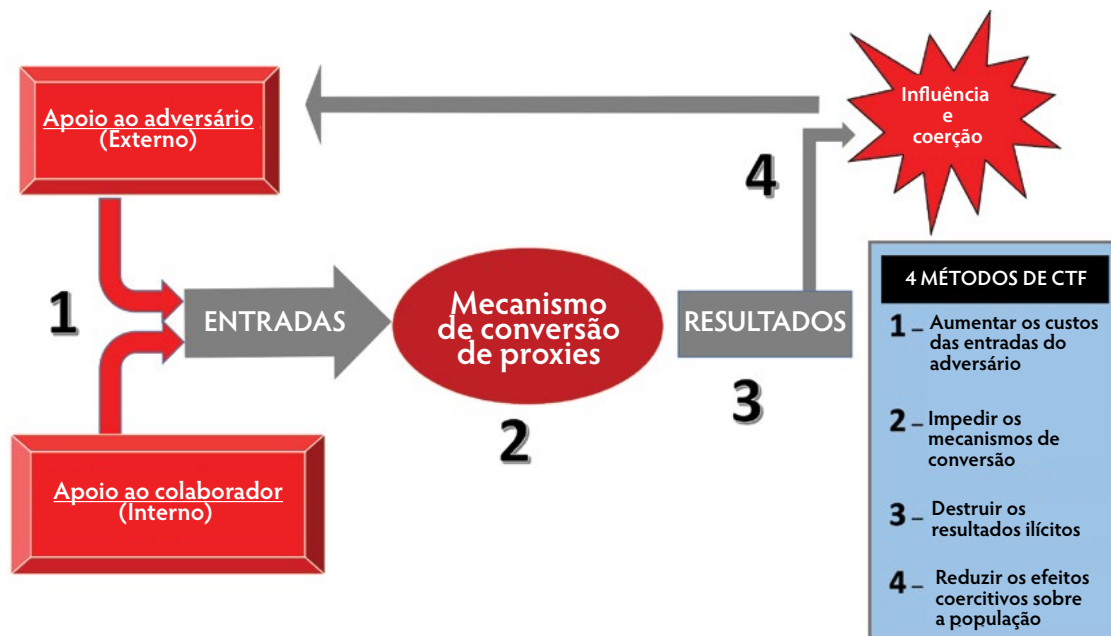 Apoio ao adversário
(Externo)
Influência
e
coerção
4
1
ENTRADAS
Mecanismo
de conversão
de proxies
RESULTADOS
2
3
Apoio ao colaborador
(Interno)
4 MÉTODOS DE CTF
1 – Aumentar os custos
das entradas do
adversário
2 – Impedir os
mecanismos de
conversão
3 – Destruir os
resultados ilícitos
4 – Reduzir os efeitos
coercitivos sobre
a população